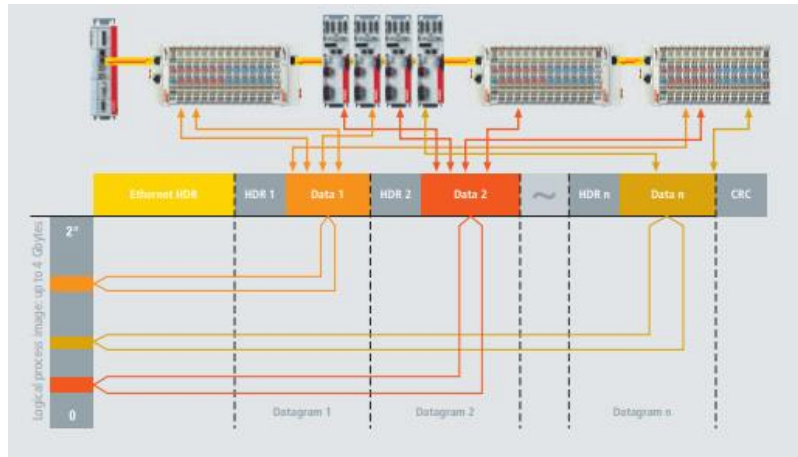 Ethernet HDR HDR 1 Data 1 HDR 2 Data 2 ~ HDR n Data n CRC
Logical process image: up to 4 Gbytes
0
Datagram 1 Datagram 2 Datagram n